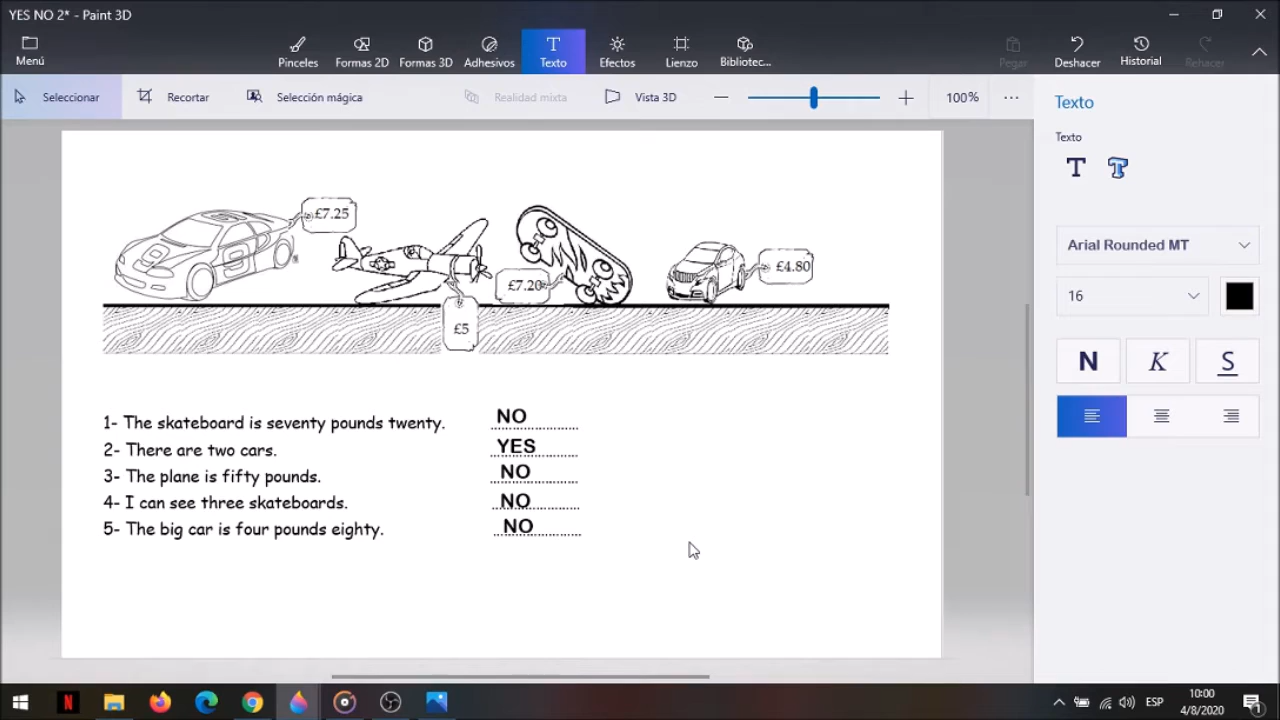 YES NO 2* - Paint 3D
Menú
Pinceles
Formas 2D
Formas 3D
Adhesivos
Texto
Efectos
Lienzo
Bibliotec...
Pegar
Deshacer
Historial
Rehacer
Seleccionar
Recortar
Selección mágica
Realidad mixta
Vista 3D
100%
Texto
Texto
Arial Rounded MT
16
N K S
£7.25
£7.20
£4.80
£5
9
1- The skateboard is seventy pounds twenty. NO
2- There are two cars. YES
3- The plane is fifty pounds. NO
4- I can see three skateboards. NO
5- The big car is four pounds eighty. NO
ESP
10:00
4/8/2020
1